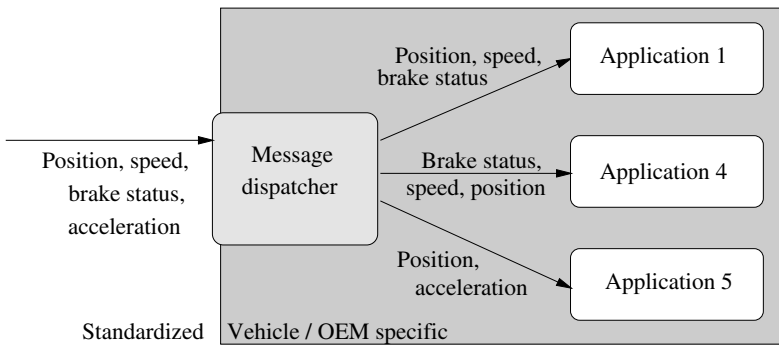 Position, speed,
brake status
Application 1
Position, speed,
brake status,
acceleration
Message
dispatcher
Brake status,
speed, position
Application 4
Position,
acceleration
Application 5
Standardized
Vehicle / OEM specific